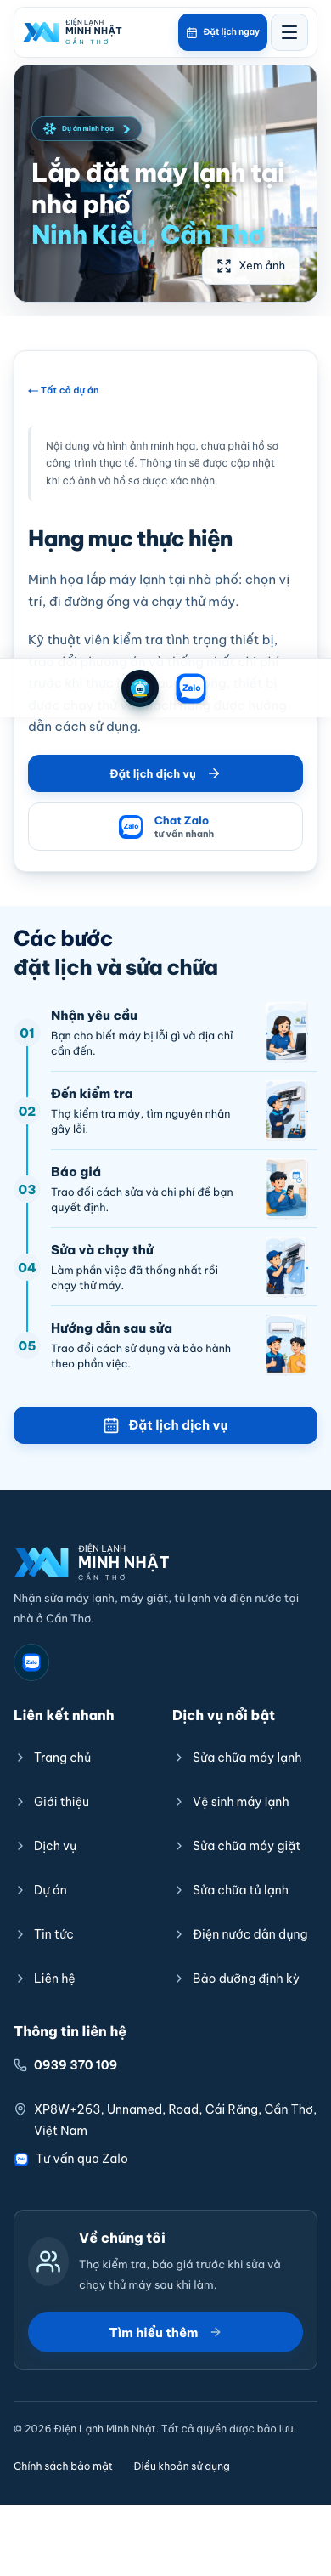 ĐIỆN LẠNH
MINH NHẬT
CẦN THƠ
Đặt lịch ngay
Dự án minh họa
Lắp đặt máy lạnh tại
nhà phố
Ninh Kiều, Cần Thơ
Xem ảnh
← Tất cả dự án
Nội dung và hình ảnh minh họa, chưa phải hồ sơ
công trình thực tế. Thông tin sẽ được cập nhật
khi có ảnh và hồ sơ được xác nhận.
Hạng mục thực hiện
Minh họa lắp máy lạnh tại nhà phố: chọn vị
trí, đi đường ống và chạy thử máy.
Kỹ thuật viên kiểm tra tình trạng thiết bị,
Zalo
dẫn cách sử dụng.
Đặt lịch dịch vụ →
Zalo
Chat Zalo
tư vấn nhanh
Các bước
đặt lịch và sửa chữa
01
Nhận yêu cầu
Bạn cho biết máy bị lỗi gì và địa chỉ
cần đến.
02
Đến kiểm tra
Thợ kiểm tra máy, tìm nguyên nhân
gây lỗi.
03
Báo giá
Trao đổi cách sửa và chi phí để bạn
quyết định.
04
Sửa và chạy thử
Làm phần việc đã thống nhất rồi
chạy thử máy.
05
Hướng dẫn sau sửa
Trao đổi cách sử dụng và bảo hành
theo phần việc.
Đặt lịch dịch vụ
ĐIỆN LẠNH
MINH NHẬT
CẦN THƠ
Nhận sửa máy lạnh, máy giặt, tủ lạnh và điện nước tại
nhà ở Cần Thơ.
Zalo
Liên kết nhanh
Trang chủ
Giới thiệu
Dịch vụ
Dự án
Tin tức
Liên hệ
Dịch vụ nổi bật
Sửa chữa máy lạnh
Vệ sinh máy lạnh
Sửa chữa máy giặt
Sửa chữa tủ lạnh
Điện nước dân dụng
Bảo dưỡng định kỳ
Thông tin liên hệ
0939 370 109
XP8W+263, Unnamed, Road, Cái Răng, Cần Thơ,
Việt Nam
Zalo
Tư vấn qua Zalo
Về chúng tôi
Thợ kiểm tra, báo giá trước khi sửa và
chạy thử máy sau khi làm.
Tìm hiểu thêm →
© 2026 Điện Lạnh Minh Nhật. Tất cả quyền được bảo lưu.
Chính sách bảo mật
Điều khoản sử dụng